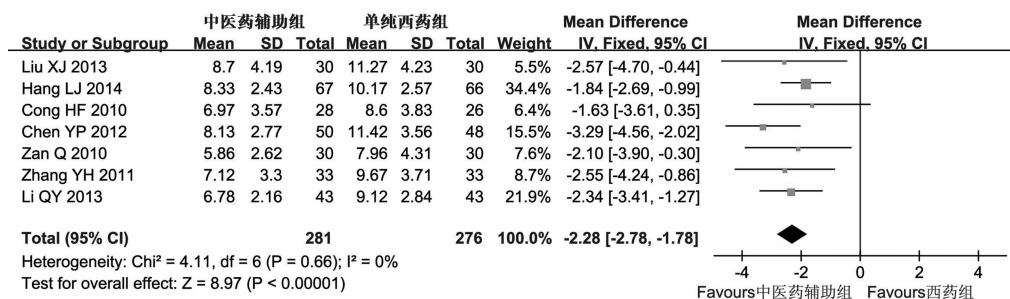 中医药辅助组 单纯西药组 Mean Difference Mean Difference
Study or Subgroup Mean SD Total Mean SD Total Weight IV, Fixed, 95% CI IV, Fixed, 95% CI
Liu XJ 2013 8.7 4.19 30 11.27 4.23 30 5.5% -2.57 [-4.70, -0.44]
Hang LJ 2014 8.33 2.43 67 10.17 2.57 66 34.4% -1.84 [-2.69, -0.99]
Cong HF 2010 6.97 3.57 28 8.6 3.83 26 6.4% -1.63 [-3.61, 0.35]
Chen YP 2012 8.13 2.77 50 11.42 3.56 48 15.5% -3.29 [-4.56, -2.02]
Zan Q 2010 5.86 2.62 30 7.96 4.31 30 7.6% -2.10 [-3.90, -0.30]
Zhang YH 2011 7.12 3.3 33 9.67 3.71 33 8.7% -2.55 [-4.24, -0.86]
Li QY 2013 6.78 2.16 43 9.12 2.84 43 21.9% -2.34 [-3.41, -1.27]
Total (95% CI) 281 276 100.0% -2.28 [-2.78, -1.78]
Heterogeneity: Chi² = 4.11, df = 6 (P = 0.66); I² = 0%
Test for overall effect: Z = 8.97 (P < 0.00001)
-4 -2 0 2 4
Favours中医药辅助组 Favours西药组